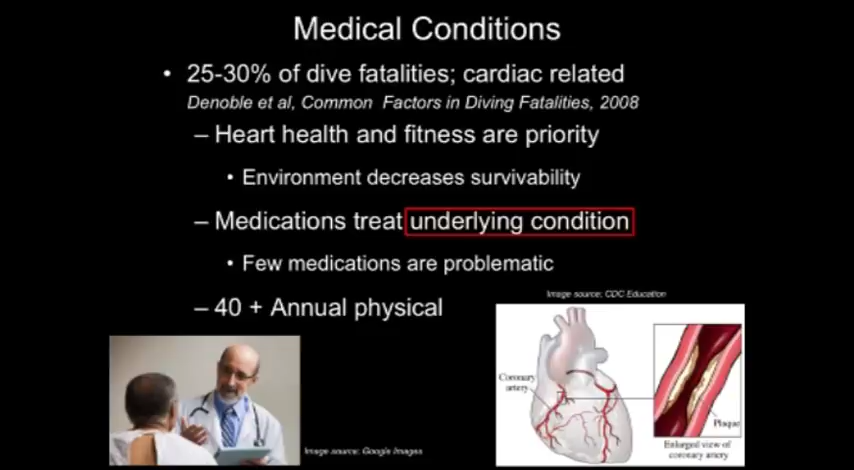 Medical Conditions
• 25-30% of dive fatalities; cardiac related
Denoble et al, Common Factors in Diving Fatalities, 2008
– Heart health and fitness are priority
• Environment decreases survivability
– Medications treat underlying condition
• Few medications are problematic
– 40 + Annual physical
Image source: CDC Education
Coronary
artery
Plaque
Enlarged view of
coronary artery
Image source: Google Images